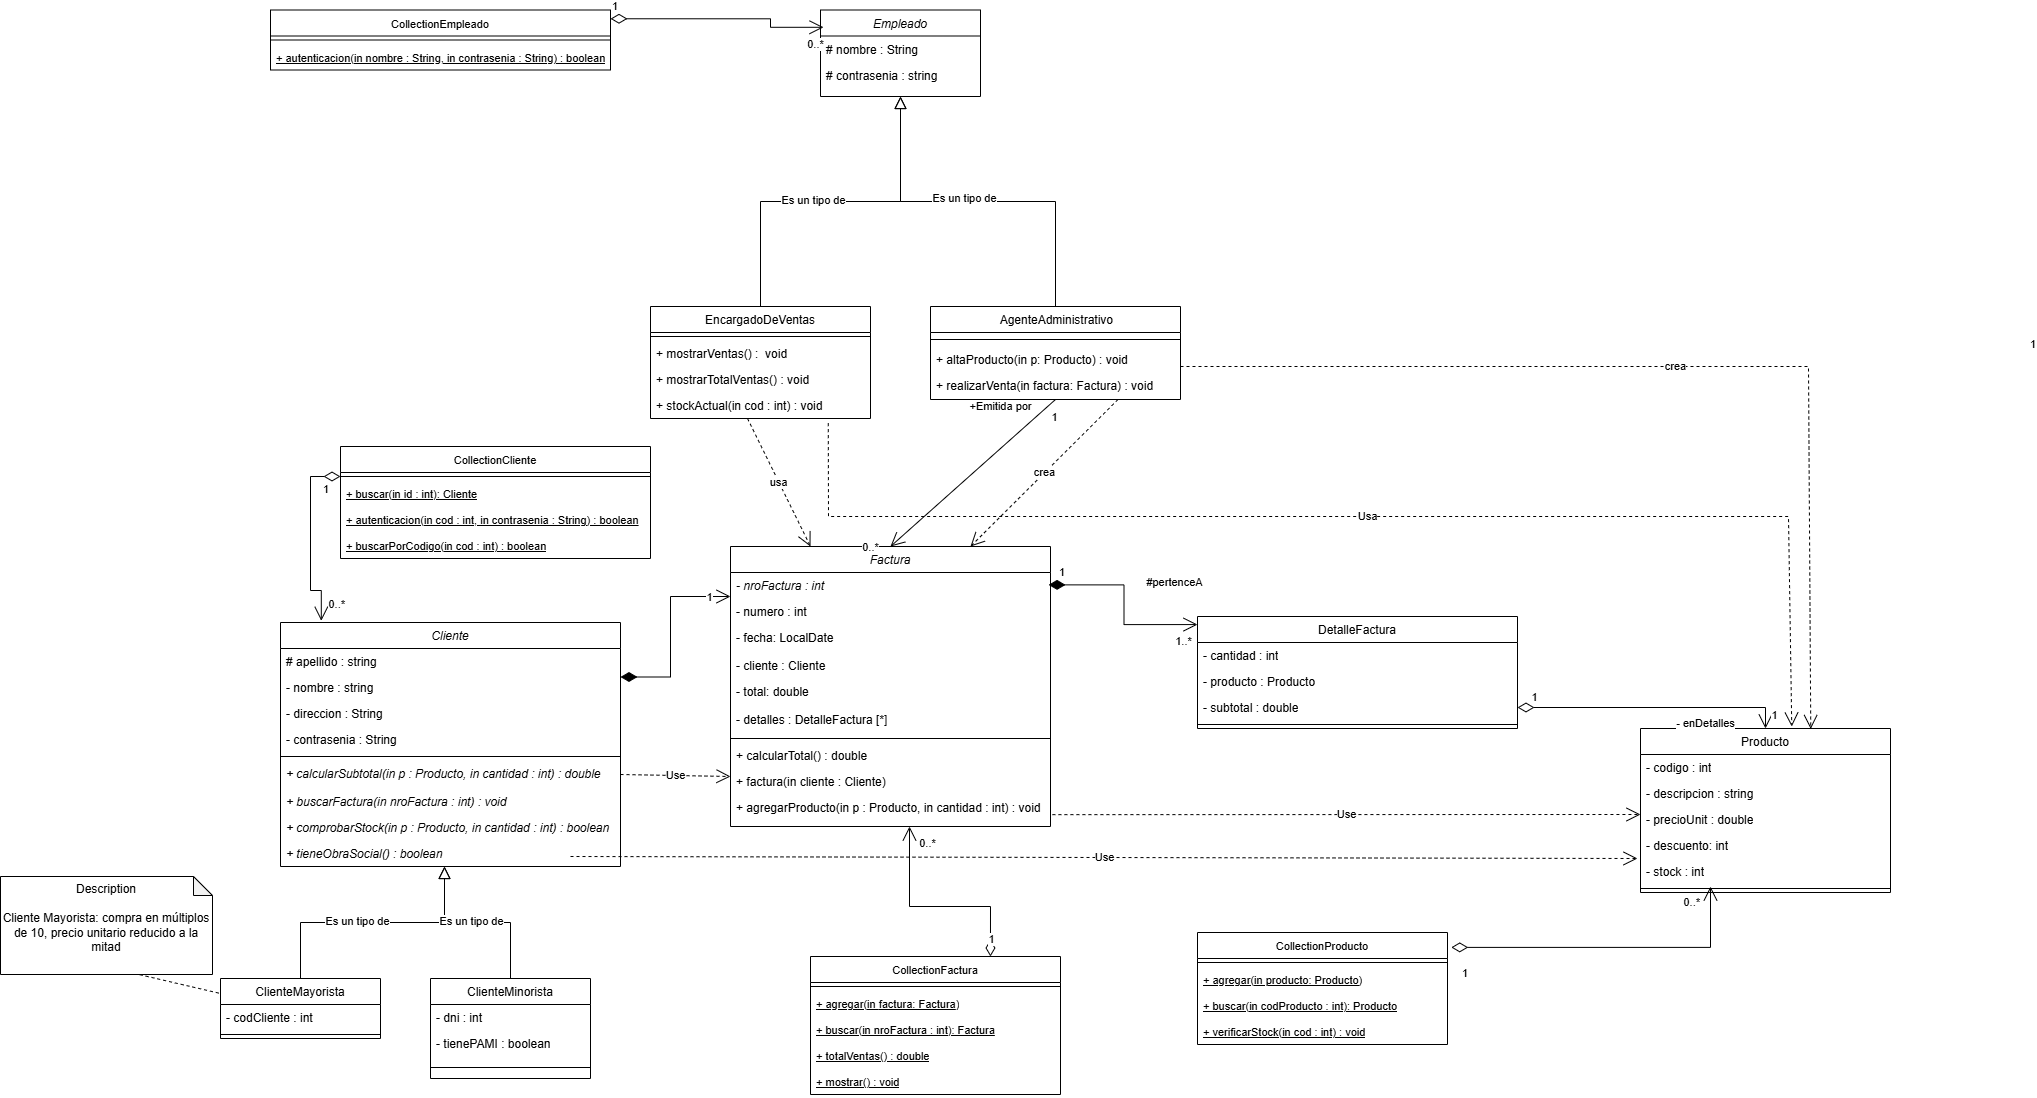 CollectionEmpleado
+ autenticacion(in nombre : String, in contrasenia : String) : boolean
1
0..*
Empleado
# nombre : String
# contrasenia : string
Es un tipo de
Es un tipo de
EncargadoDeVentas
+ mostrarVentas() :  void
+ mostrarTotalVentas() : void
+ stockActual(in cod : int) : void
AgenteAdministrativo
+ altaProducto(in p: Producto) : void
+ realizarVenta(in factura: Factura) : void
crea
1
+Emitida por
1
crea
usa
Usa
0..*
CollectionCliente
+ buscar(in id : int): Cliente
+ autenticacion(in cod : int, in contrasenia : String) : boolean
+ buscarPorCodigo(in cod : int) : boolean
1
0..*
Cliente
# apellido : string
- nombre : string
- direccion : String
- contrasenia : String
+ calcularSubtotal(in p : Producto, in cantidad : int) : double
+ buscarFactura(in nroFactura : int) : void
+ comprobarStock(in p : Producto, in cantidad : int) : boolean
+ tieneObraSocial() : boolean
1
Use
Factura
- nroFactura : int
- numero : int
- fecha: LocalDate
- cliente : Cliente
- total: double
- detalles : DetalleFactura [*]
+ calcularTotal() : double
+ factura(in cliente : Cliente)
+ agregarProducto(in p : Producto, in cantidad : int) : void
1
#pertenceA
1..*
DetalleFactura
- cantidad : int
- producto : Producto
- subtotal : double
1
1
- enDetalles
Producto
- codigo : int
- descripcion : string
- precioUnit : double
- descuento: int
- stock : int
Use
Use
0..*
0..*
Description
Cliente Mayorista: compra en múltiplos
de 10, precio unitario reducido a la
mitad
Es un tipo de
Es un tipo de
ClienteMayorista
- codCliente : int
ClienteMinorista
- dni : int
- tienePAMI : boolean
1
CollectionFactura
+ agregar(in factura: Factura)
+ buscar(in nroFactura : int): Factura
+ totalVentas() : double
+ mostrar() : void
CollectionProducto
+ agregar(in producto: Producto)
+ buscar(in codProducto : int): Producto
+ verificarStock(in cod : int) : void
1